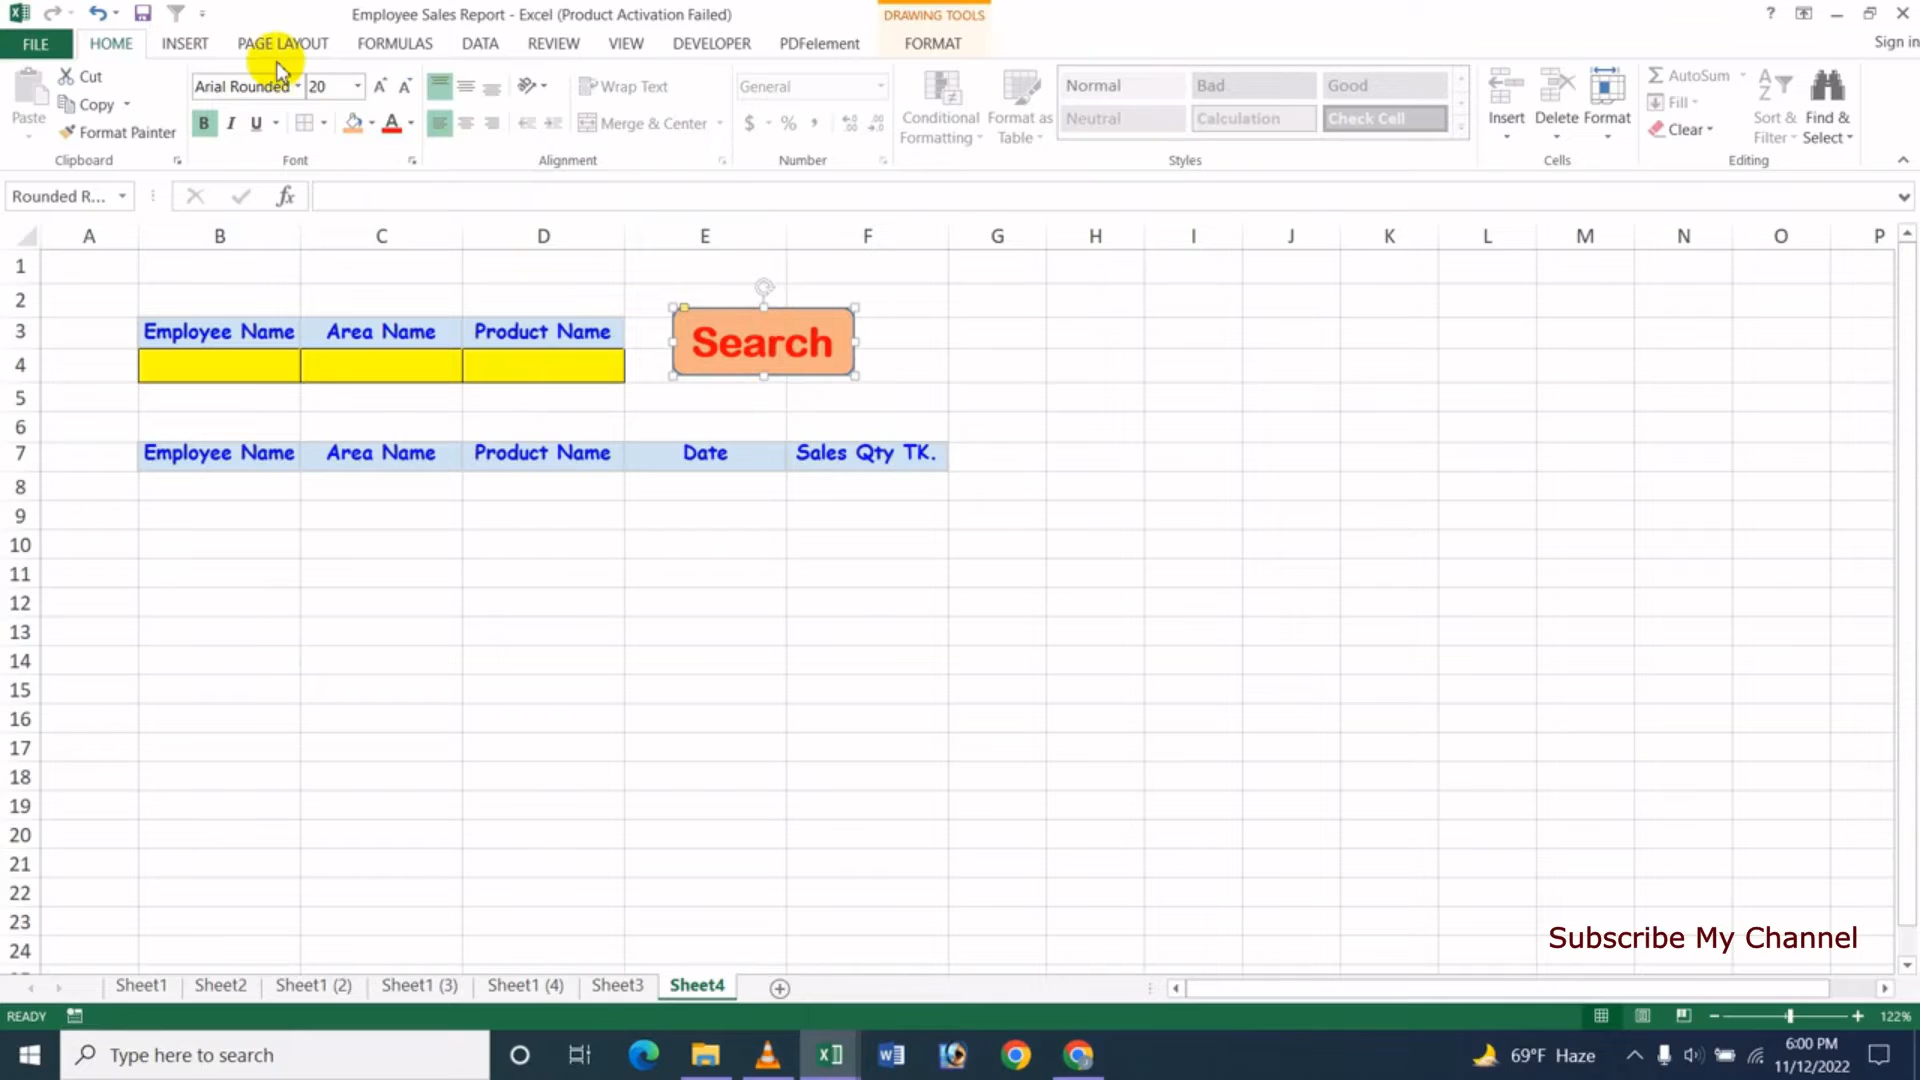 Employee Sales Report - Excel (Product Activation Failed)
DRAWING TOOLS
?
FILE HOME INSERT PAGE LAYOUT FORMULAS DATA REVIEW VIEW DEVELOPER PDFelement FORMAT
Sign in
Paste
Cut
Copy
Format Painter
Clipboard
Arial Rounded 20
B I U
Font
Wrap Text
Merge & Center
Alignment
General
$ %
Number
Conditional Formatting
Format as Table
Normal Bad Good
Neutral Calculation Check Cell
Styles
Insert Delete Format
Cells
AutoSum
Fill
Clear
Sort & Filter
Find & Select
Editing
Rounded R...
fx
A B C D E F G H I J K L M N O P
1
2
3 Employee Name Area Name Product Name
Search
4
5
6
7 Employee Name Area Name Product Name Date Sales Qty TK.
8
9
10
11
12
13
14
15
16
17
18
19
20
21
22
23
24
Subscribe My Channel
Sheet1 Sheet2 Sheet1 (2) Sheet1 (3) Sheet1 (4) Sheet3 Sheet4
READY
122%
Type here to search
69°F Haze
6:00 PM
11/12/2022